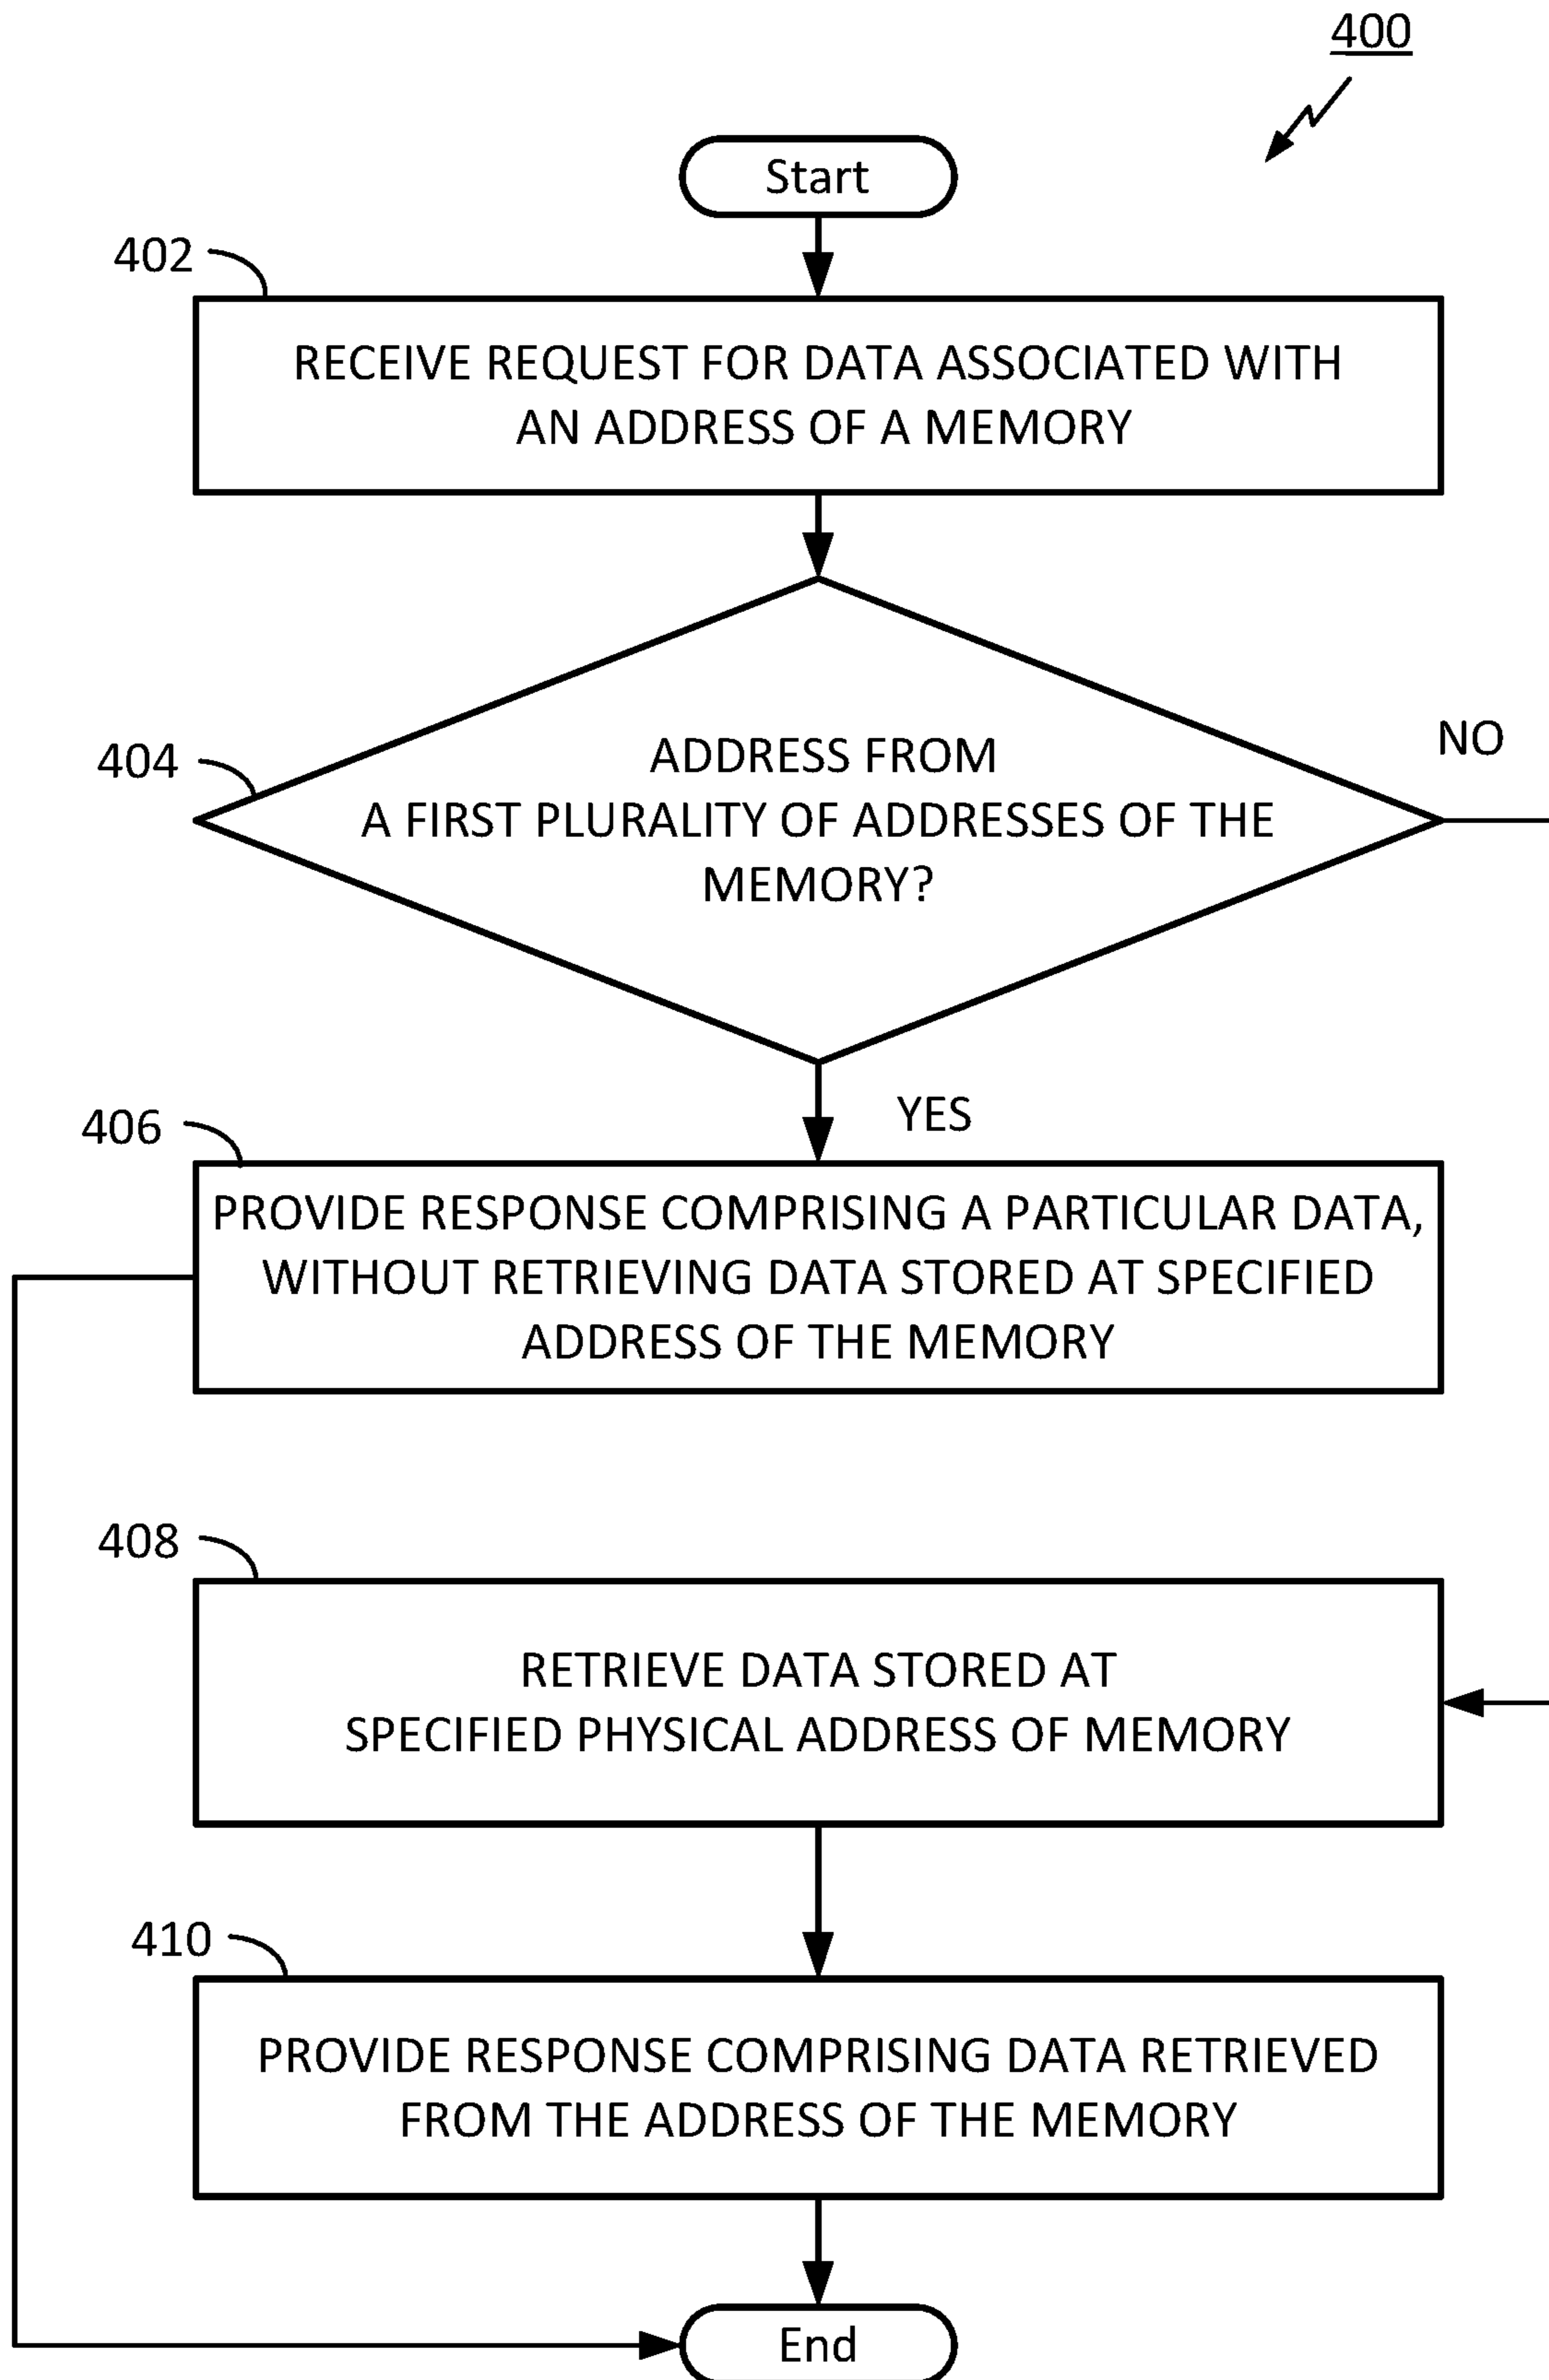 400
Start
402
RECEIVE REQUEST FOR DATA ASSOCIATED WITH
AN ADDRESS OF A MEMORY
404
ADDRESS FROM
A FIRST PLURALITY OF ADDRESSES OF THE
MEMORY?
NO
YES
406
PROVIDE RESPONSE COMPRISING A PARTICULAR DATA,
WITHOUT RETRIEVING DATA STORED AT SPECIFIED
ADDRESS OF THE MEMORY
408
RETRIEVE DATA STORED AT
SPECIFIED PHYSICAL ADDRESS OF MEMORY
410
PROVIDE RESPONSE COMPRISING DATA RETRIEVED
FROM THE ADDRESS OF THE MEMORY
End